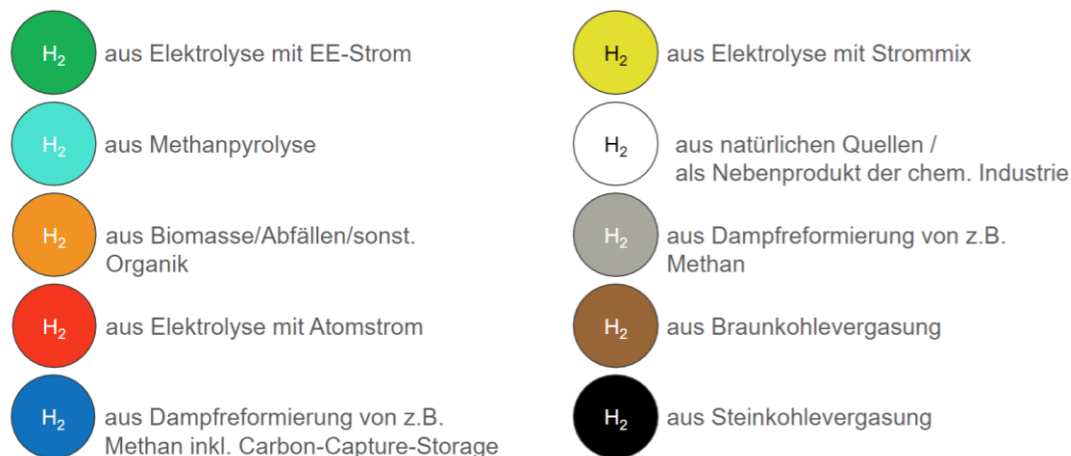 H₂ aus Elektrolyse mit EE-Strom
H₂ aus Methanpyrolyse
H₂ aus Biomasse/Abfällen/sonst.
Organik
H₂ aus Elektrolyse mit Atomstrom
H₂ aus Dampfreformierung von z.B.
Methan inkl. Carbon-Capture-Storage
H₂ aus Elektrolyse mit Strommix
H₂ aus natürlichen Quellen /
als Nebenprodukt der chem. Industrie
H₂ aus Dampfreformierung von z.B.
Methan
H₂ aus Braunkohlevergasung
H₂ aus Steinkohlevergasung